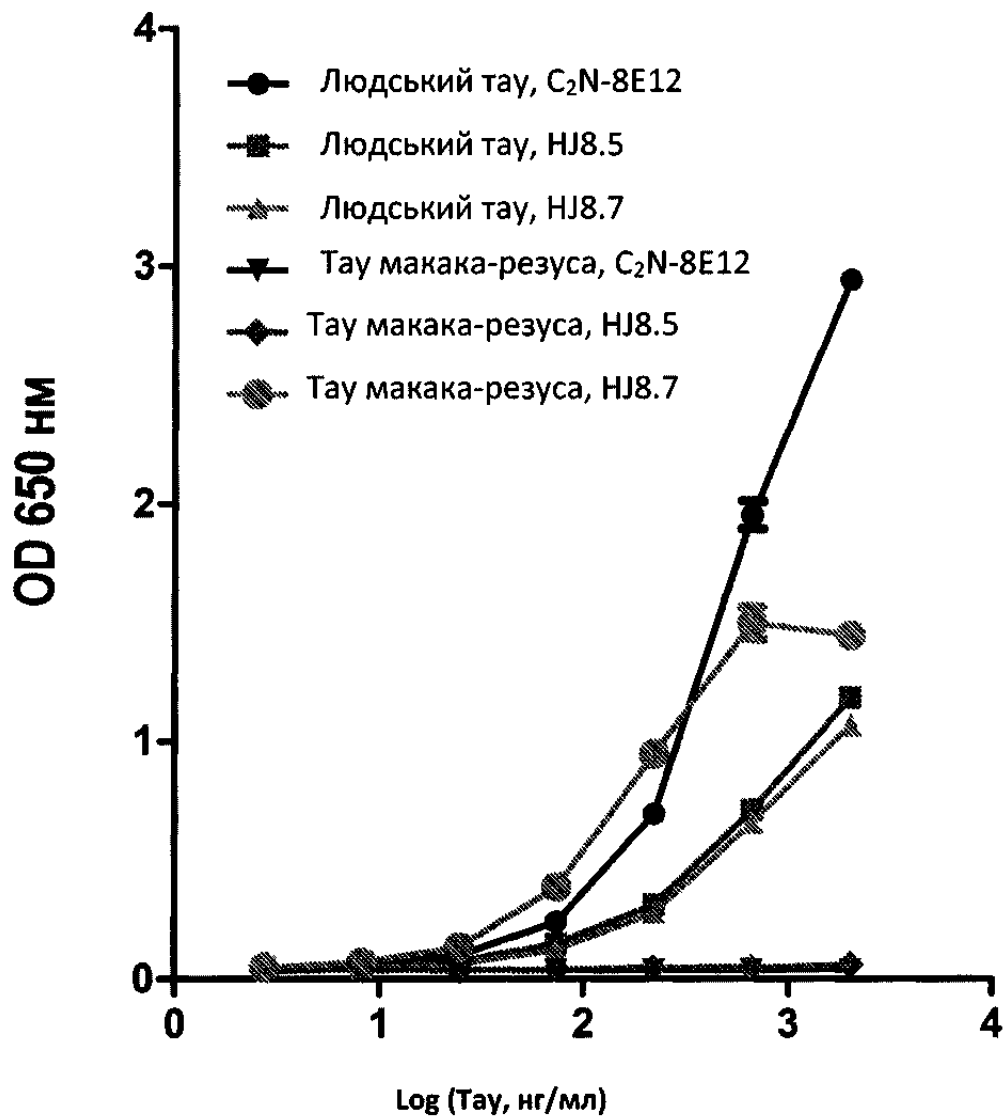 4
Людський тау, C₂N-8E12
Людський тау, HJ8.5
Людський тау, HJ8.7
Тау макака-резуса, C₂N-8E12
3
Тау макака-резуса, HJ8.5
Тау макака-резуса, HJ8.7
OD 650 нм
2
1
0
0 1 2 3 4
Log (Тау, нг/мл)